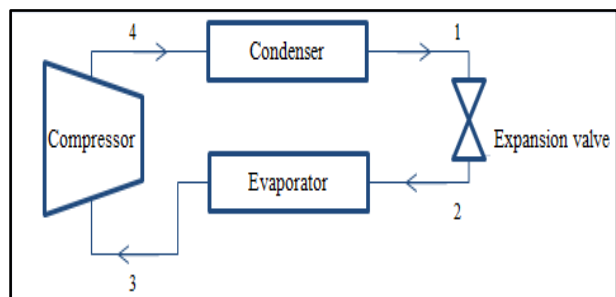 4
Condenser
1
Compressor
Expansion valve
Evaporator
2
3